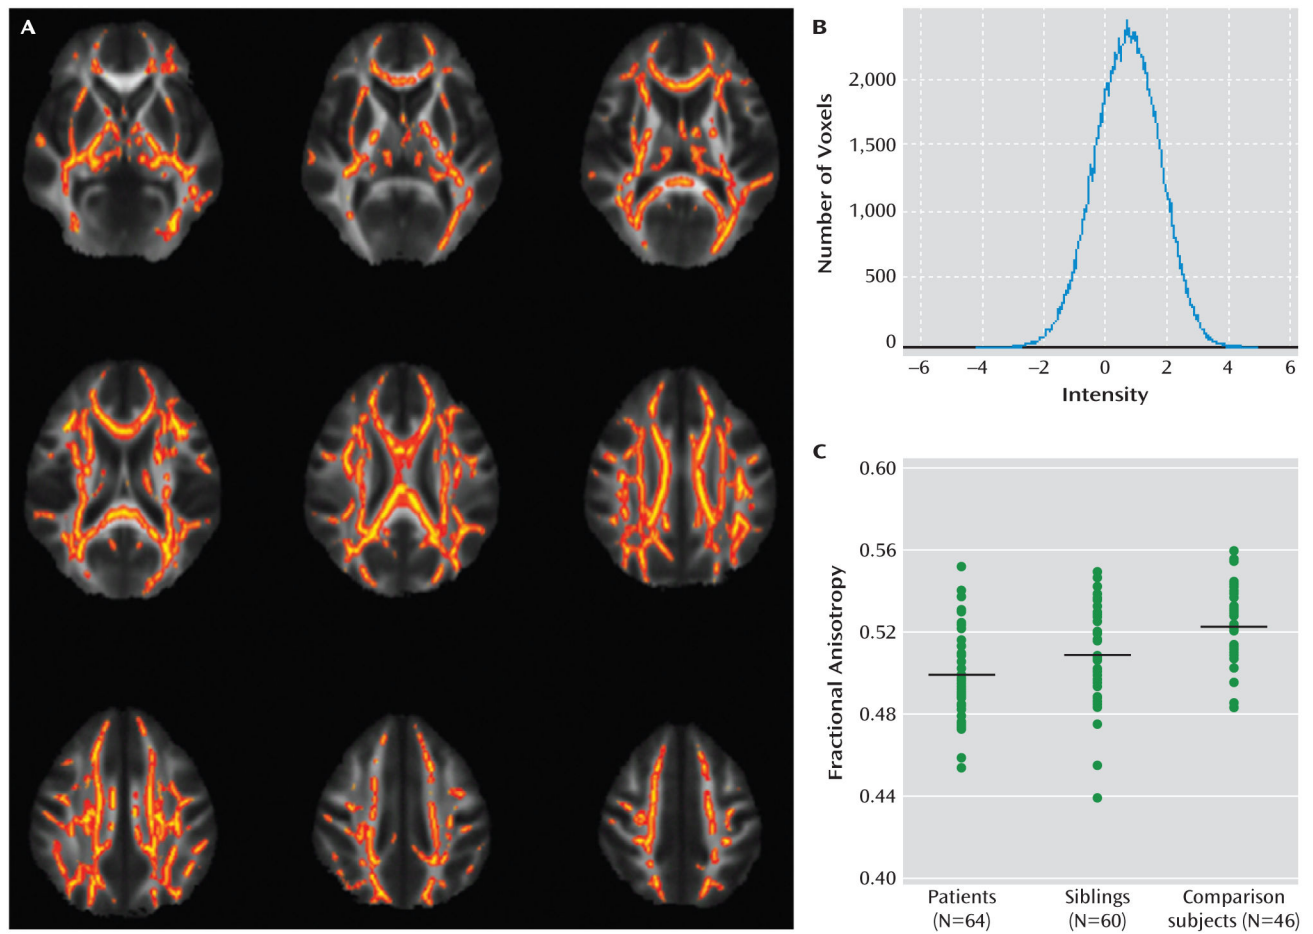 A
B
Number of Voxels
2,000
1,500
1,000
500
0
–6
–4
–2
0
2
4
6
Intensity
C
Fractional Anisotropy
0.60
0.56
0.52
0.48
0.44
0.40
Patients
(N=64)
Siblings
(N=60)
Comparison
subjects (N=46)